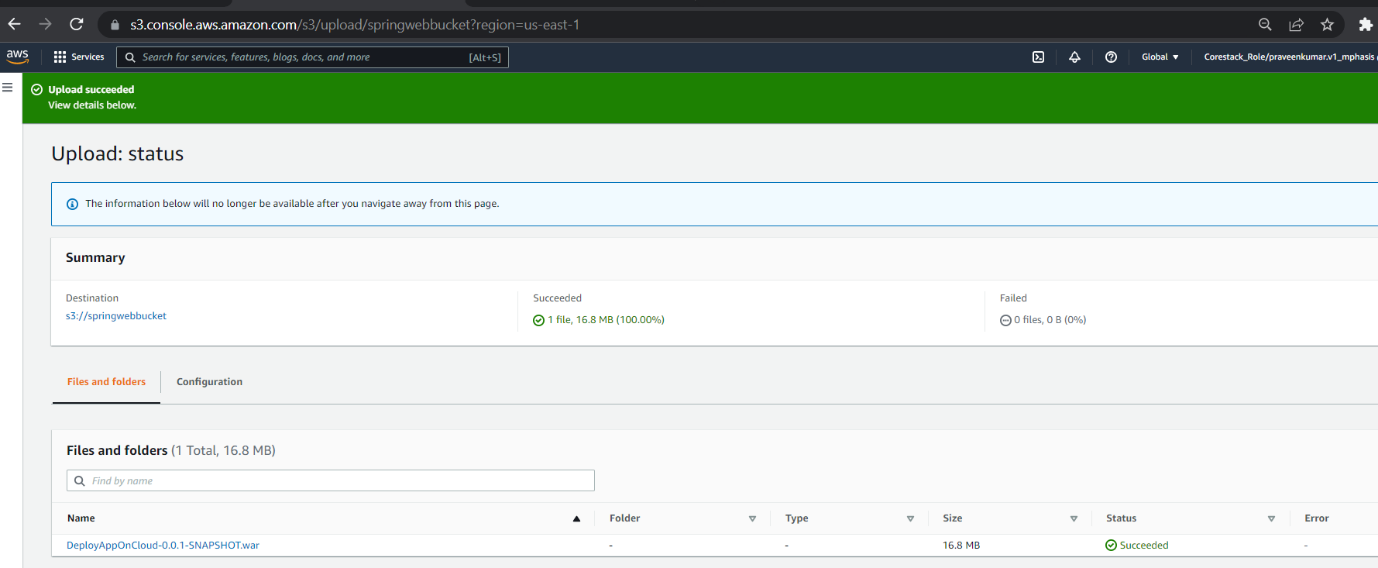 s3.console.aws.amazon.com/s3/upload/springwebbucket?region=us-east-1
aws Services Search for services, features, blogs, docs, and more [Alt+S] Global Corestack_Role/praveenkumar.v1_mphasis
Upload succeeded
View details below.
Upload: status
The information below will no longer be available after you navigate away from this page.
Summary
Destination Succeeded Failed
s3://springwebbucket 1 file, 16.8 MB (100.00%) 0 files, 0 B (0%)
Files and folders Configuration
Files and folders (1 Total, 16.8 MB)
Find by name
Name Folder Type Size Status Error
DeployAppOnCloud-0.0.1-SNAPSHOT.war - - 16.8 MB Succeeded -